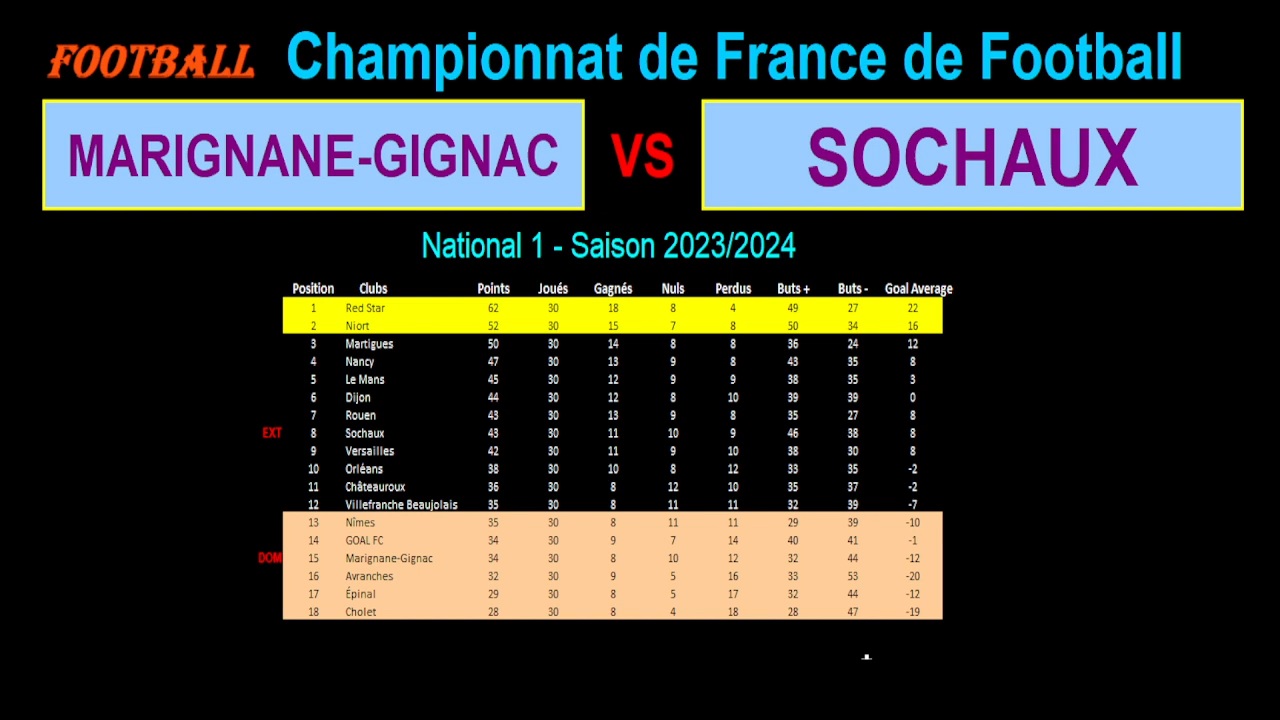 FOOTBALL Championnat de France de Football
MARIGNANE-GIGNAC VS SOCHAUX
National 1 - Saison 2023/2024
Position Clubs Points Joués Gagnés Nuls Perdus Buts + Buts - Goal Average
1 Red Star 62 30 18 8 4 49 27 22
2 Niort 52 30 15 7 8 50 34 16
3 Martigues 50 30 14 8 8 36 24 12
4 Nancy 47 30 13 9 8 43 35 8
5 Le Mans 45 30 12 9 9 38 35 3
6 Dijon 44 30 12 8 10 39 39 0
7 Rouen 43 30 13 9 8 35 27 8
EXT 8 Sochaux 43 30 11 10 9 46 38 8
9 Versailles 42 30 11 9 10 38 30 8
10 Orléans 38 30 10 8 12 33 35 -2
11 Châteauroux 36 30 8 12 10 35 37 -2
12 Villefranche Beaujolais 35 30 8 11 11 32 39 -7
13 Nîmes 35 30 8 11 11 29 39 -10
14 GOAL FC 34 30 9 7 14 40 41 -1
DOM 15 Marignane-Gignac 34 30 8 10 12 32 44 -12
16 Avranches 32 30 9 5 16 33 53 -20
17 Épinal 29 30 8 5 17 32 44 -12
18 Cholet 28 30 8 4 18 28 47 -19